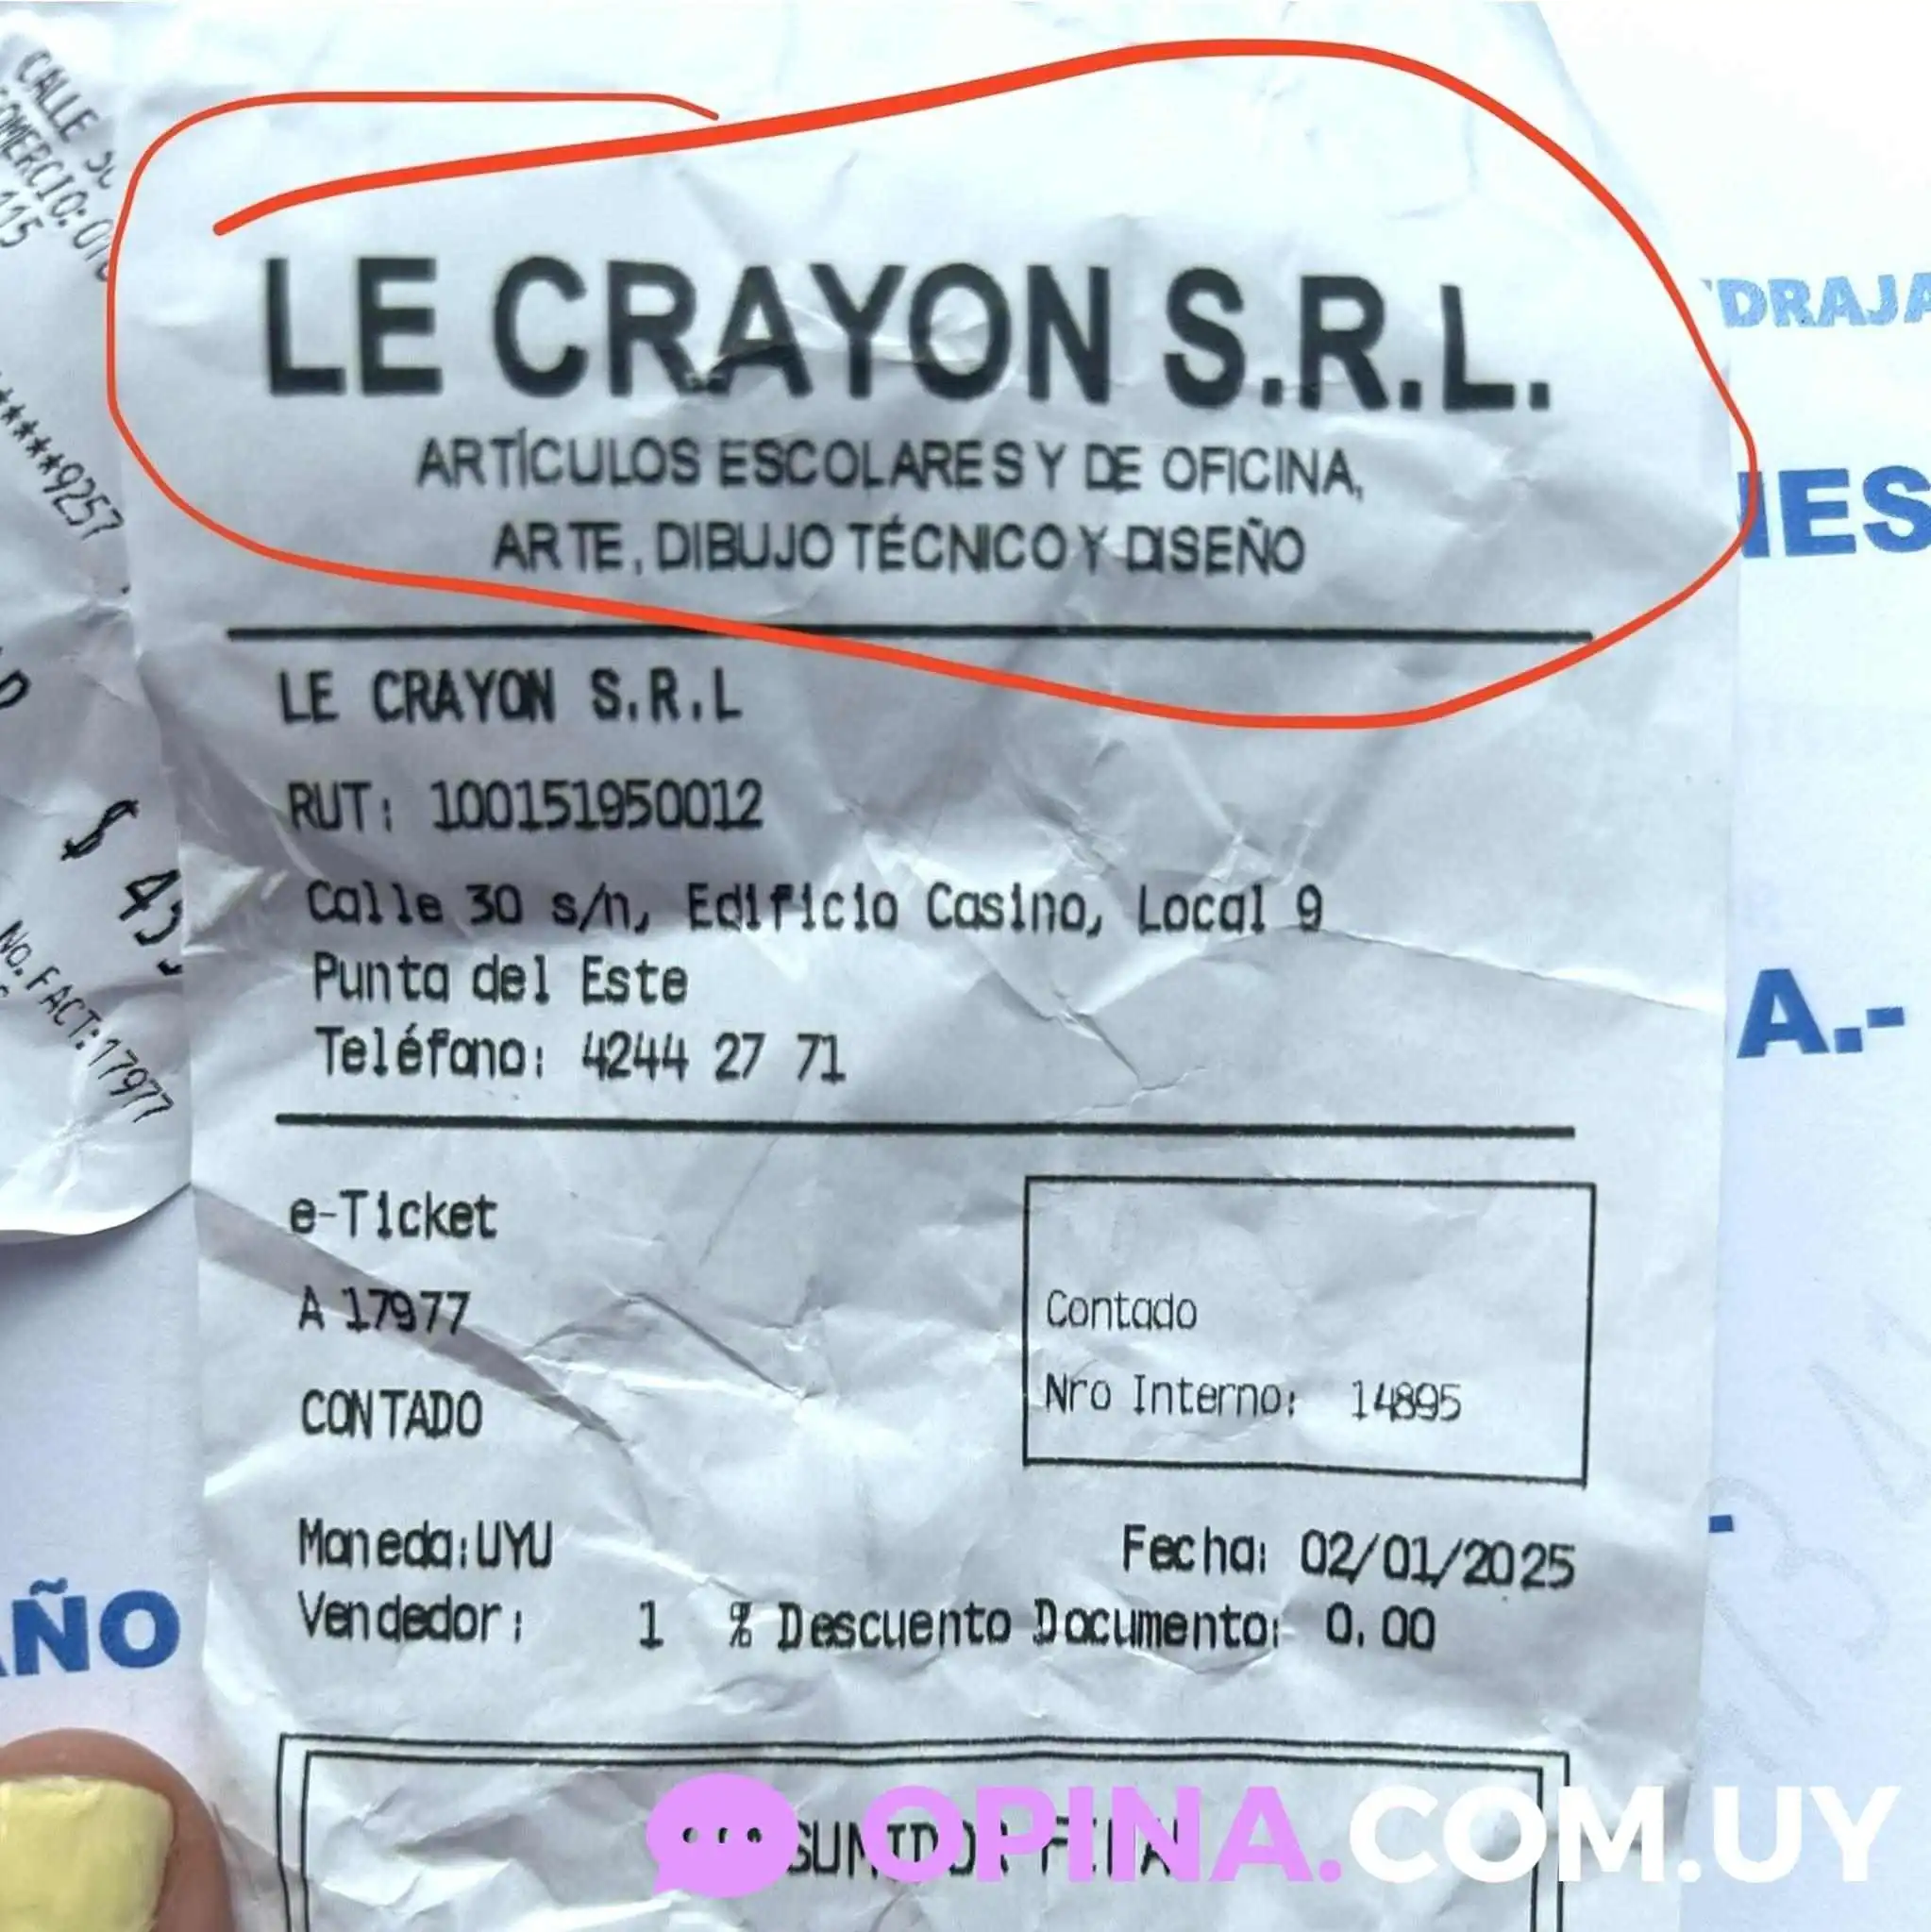 CALLE
115
*****9257
$ 4
NO. FACT:17977
LE CRAYON S.R.L.
ARTÍCULOS ESCOLARES Y DE OFICINA,
ARTE, DIBUJO TÉCNICO Y DISEÑO
LE CRAYON S.R.L
RUT: 100151950012
Calle 30 s/n, Edificio Casino, Local 9
Punta del Este
Teléfono: 4244 27 71
e-Ticket
A 17977
CONTADO
Contado
Nro Interno: 14895
Moneda:UYU
Fecha: 02/01/2025
Vendedor: 1 % Descuento Documento: 0.00
OPINA.COM.UY
DRAJA
IES
A.-
AÑO